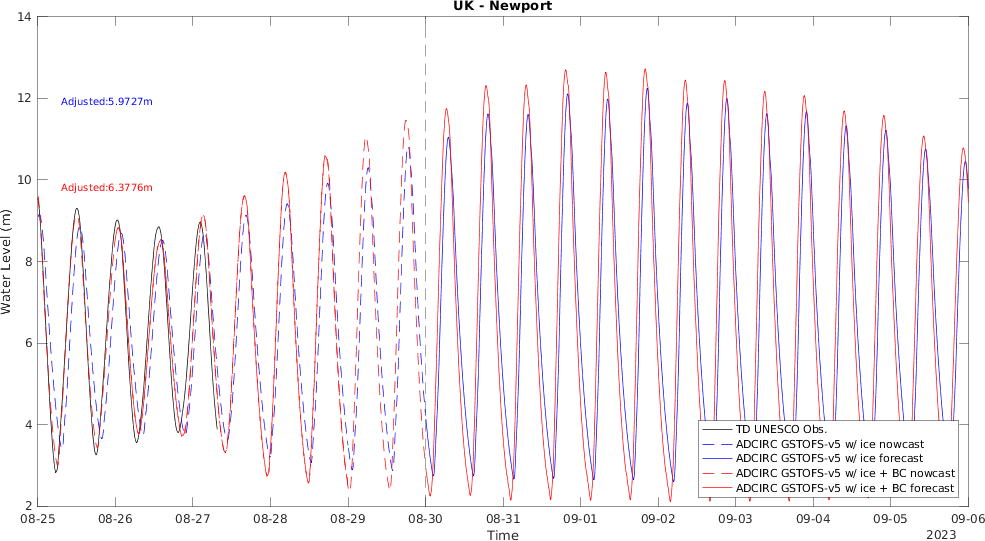 UK - Newport
Water Level (m)
14
12
10
8
6
4
2
Adjusted:5.9727m
Adjusted:6.3776m
TD UNESCO Obs.
ADCIRC GSTOFS-v5 w/ ice nowcast
ADCIRC GSTOFS-v5 w/ ice forecast
ADCIRC GSTOFS-v5 w/ ice + BC nowcast
ADCIRC GSTOFS-v5 w/ ice + BC forecast
08-25 08-26 08-27 08-28 08-29 08-30 08-31 09-01 09-02 09-03 09-04 09-05 09-06
Time
2023